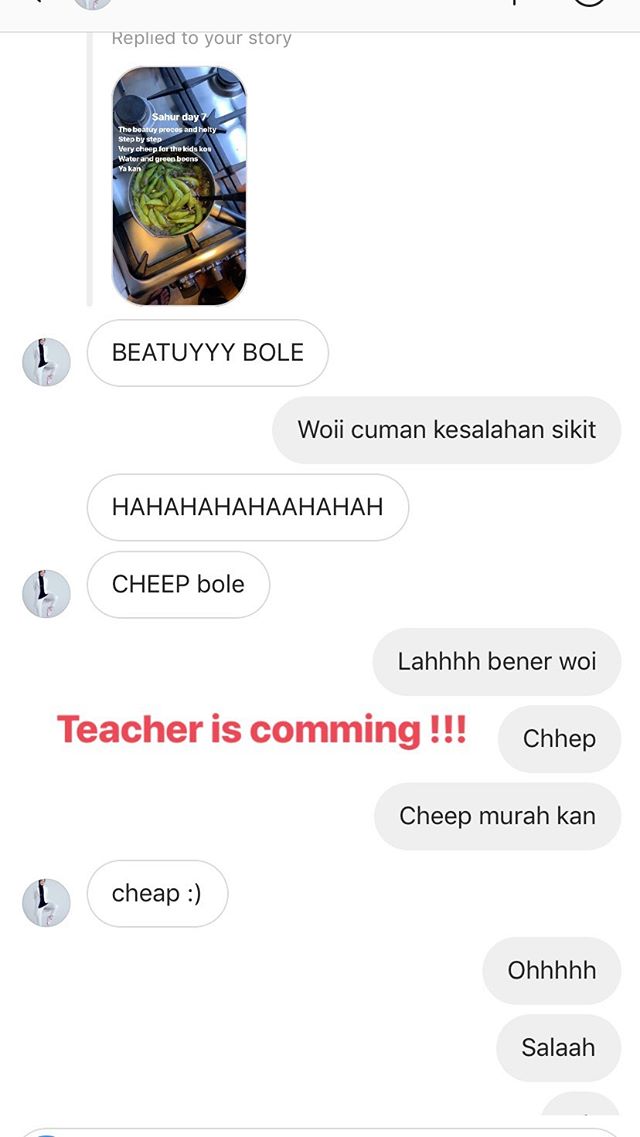 Replied to your story
Sahur day 7
The beatuy proces and helty
Step by step
Very cheep for the kids kos
Water and green beens
Ya kan
BEATUYYY BOLE
Woii cuman kesalahan sikit
HAHAHAHAHAAHAHAH
CHEEP bole
Lahhhh bener woi
Teacher is comming !!!
Chhep
Cheep murah kan
cheap :)
Ohhhhh
Salaah